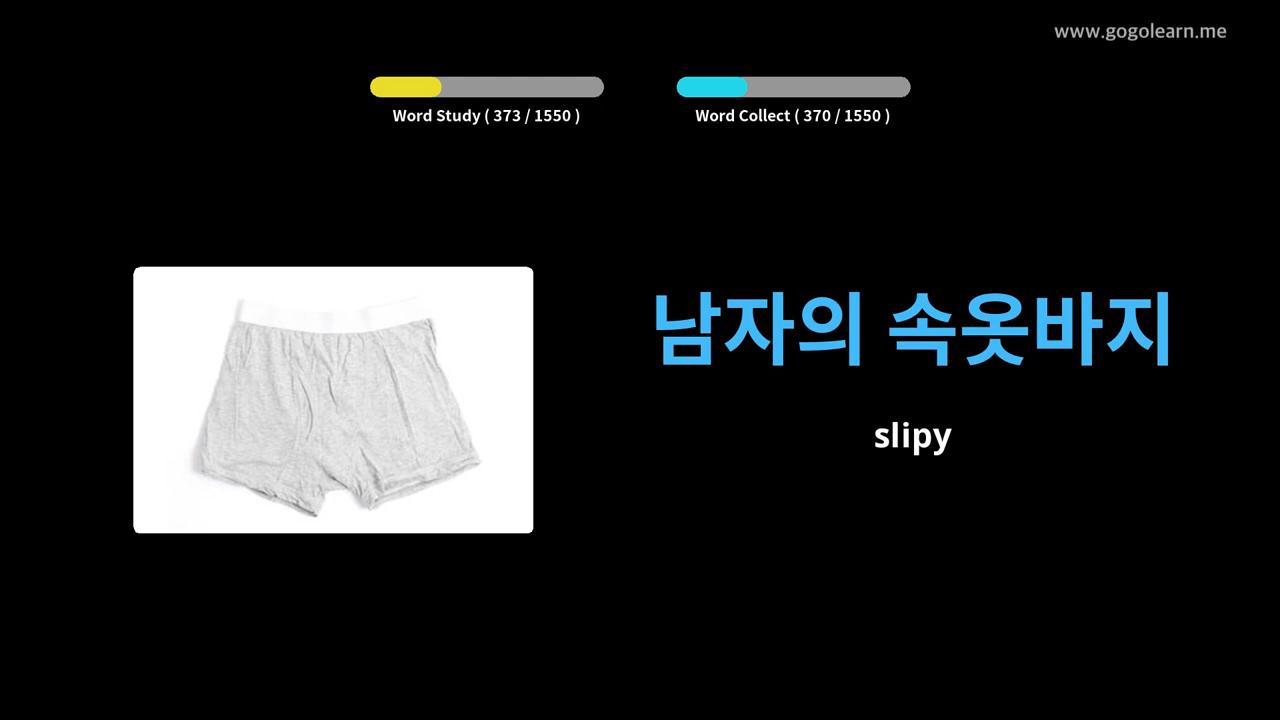 www.gogolearn.me
Word Study ( 373 / 1550 )
Word Collect ( 370 / 1550 )
남자의 속옷바지
slipy